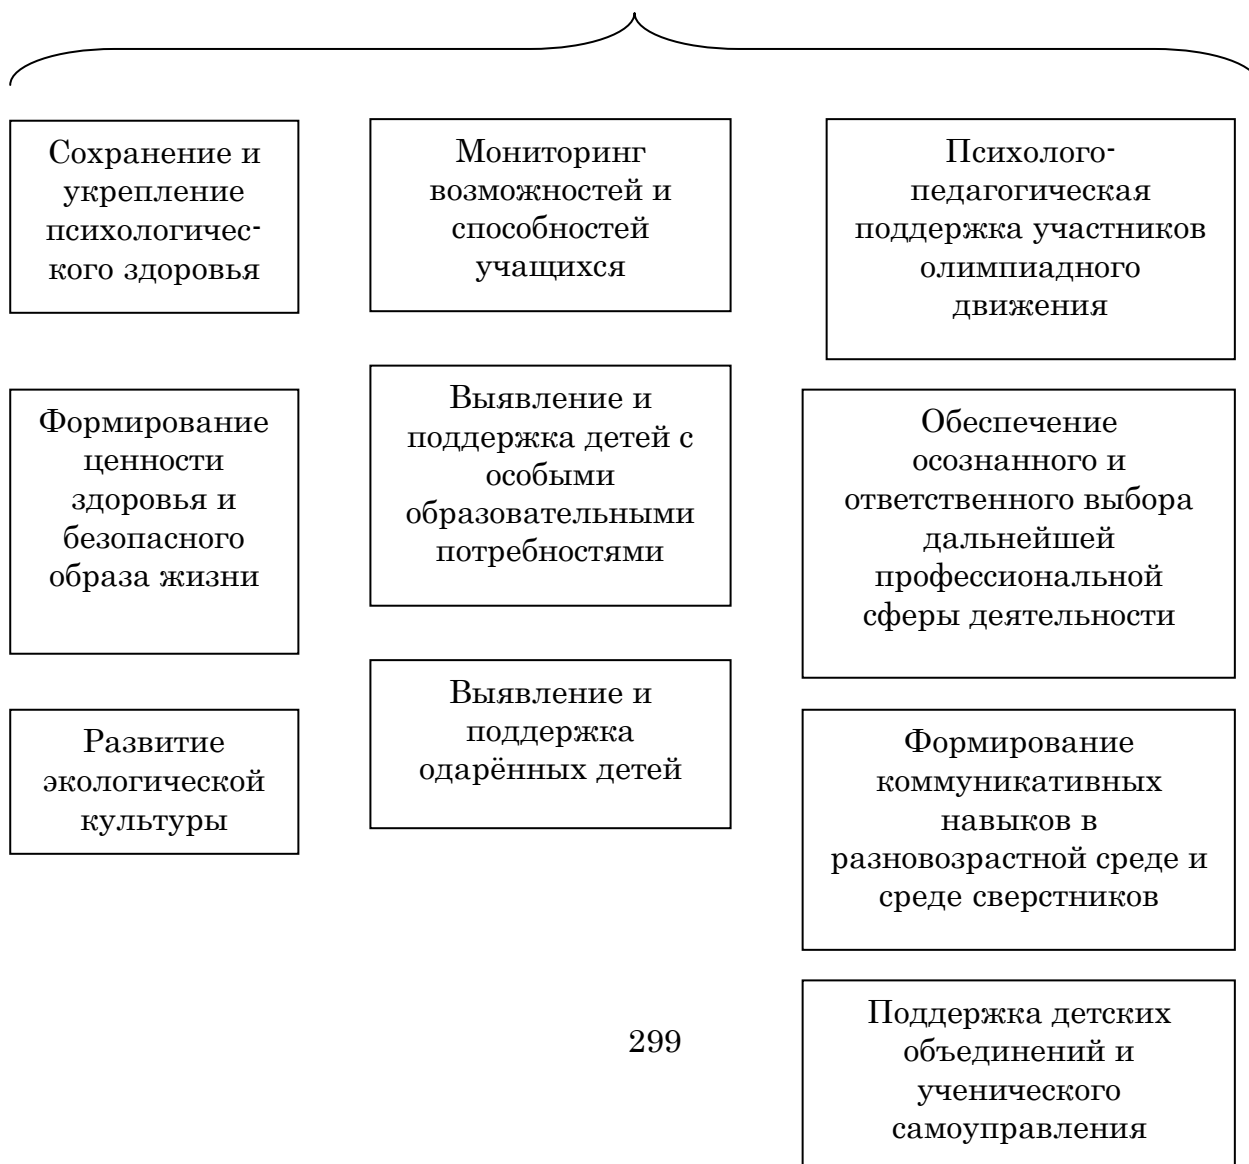 Сохранение и
укрепление
психологичес-
кого здоровья
Мониторинг
возможностей и
способностей
учащихся
Психолого-
педагогическая
поддержка участников
олимпиадного
движения
Формирование
ценности
здоровья и
безопасного
образа жизни
Выявление и
поддержка детей с
особыми
образовательными
потребностями
Обеспечение
осознанного и
ответственного выбора
дальнейшей
профессиональной
сферы деятельности
Развитие
экологической
культуры
Выявление и
поддержка
одарённых детей
Формирование
коммуникативных
навыков в
разновозрастной среде и
среде сверстников
Поддержка детских
объединений и
ученического
самоуправления
299